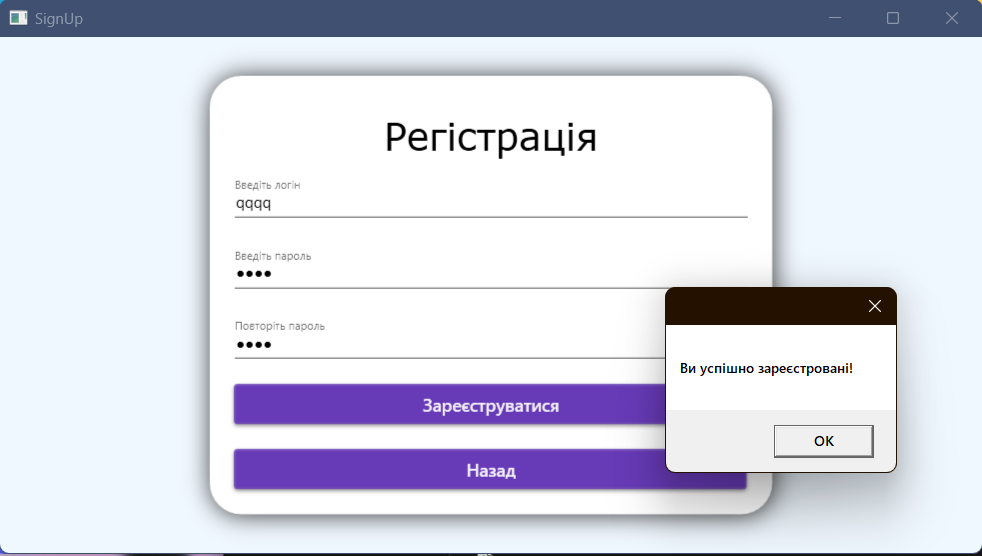 SignUp
Регістрація
Введіть логін
qqqq
Введіть пароль
••••
Повторіть пароль
••••
Зареєструватися
Назад
Ви успішно зареєстровані!
OK